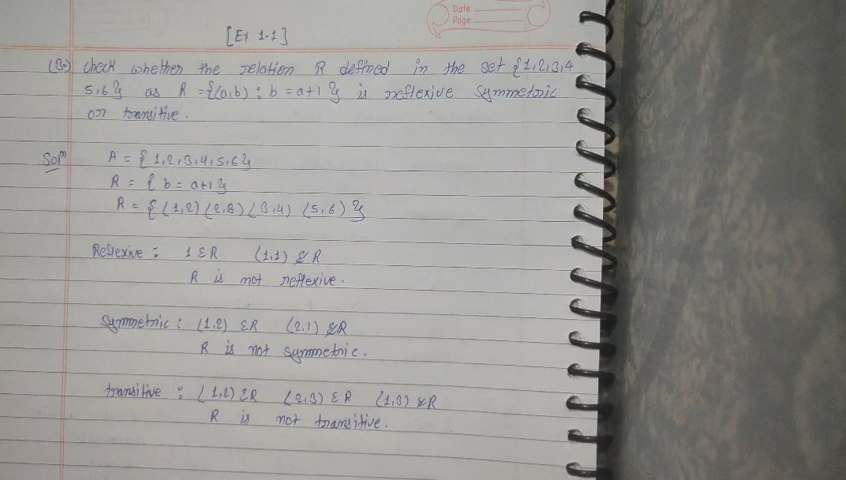 Date
Page
[Ex 1.1]
(3.) check whether the relation R defined in the set {1,2,3,4
5,6} as R = {(a,b) : b = a+1} is reflexive symmetric
or transitive.
Solⁿ A = {1,2,3,4,5,6}
R = { b = a+1}
R = { (1,2) (2,3) (3,4) (5,6) }
Reflexive : 1 ∈ R (1,1) ∉ R
R is not reflexive.
symmetric : (1,2) ∈ R (2,1) ∉ R
R is not symmetric.
transitive : (1,2) ∈ R (2,3) ∈ R (1,3) ∉ R
R is not transitive.